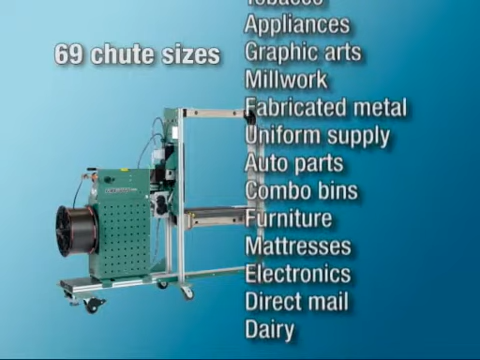 Tobacco
69 chute sizes
Appliances
Graphic arts
Millwork
Fabricated metal
Uniform supply
Auto parts
Combo bins
Furniture
Mattresses
Electronics
Direct mail
Dairy